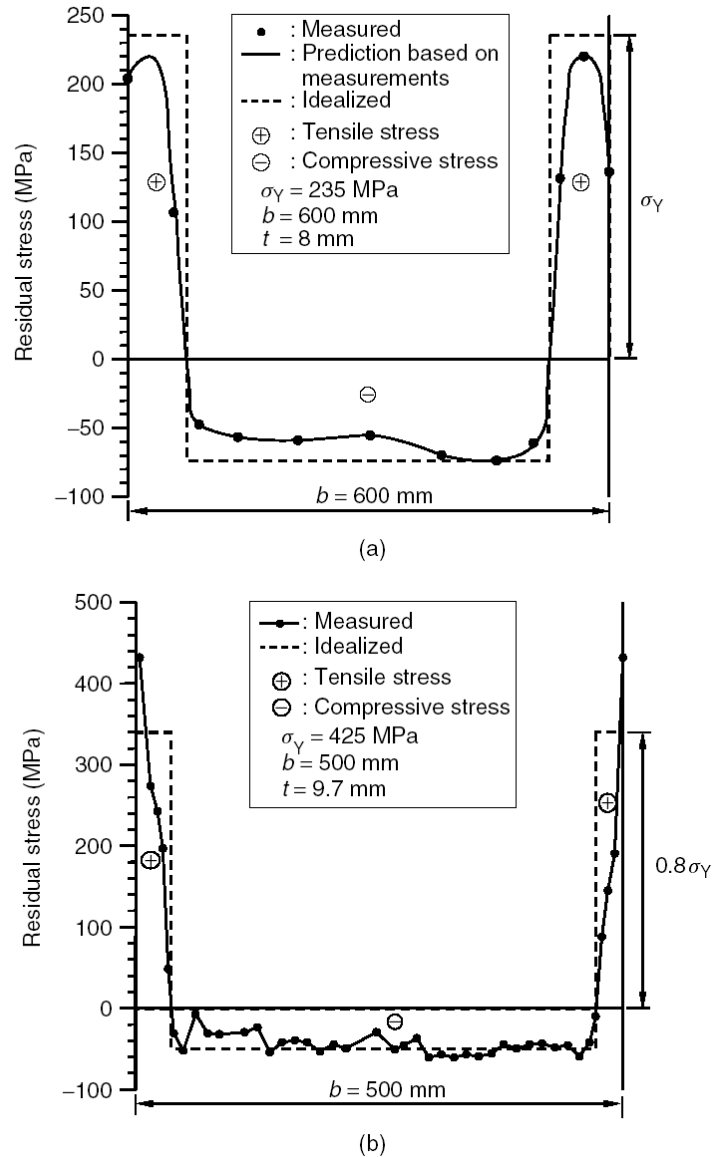 250
200
150
100
50
0
−50
−100
Residual stress (MPa)
: Measured
: Prediction based on
measurements
: Idealized
+ : Tensile stress
− : Compressive stress
σY = 235 MPa
b = 600 mm
t = 8 mm
+
+
−
σY
b = 600 mm
(a)
500
400
300
200
100
0
−100
Residual stress (MPa)
: Measured
: Idealized
+ : Tensile stress
− : Compressive stress
σY = 425 MPa
b = 500 mm
t = 9.7 mm
+
+
−
0.8σY
b = 500 mm
(b)